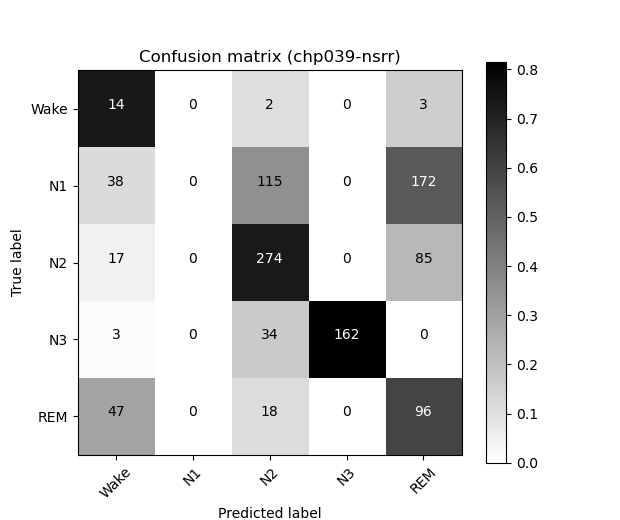 Confusion matrix (chp039-nsrr)
Wake 14 0 2 0 3
N1 38 0 115 0 172
N2 17 274 0 85
N3 3 0 34 162 0
REM 47 0 18 0 96
Wake N1 N2 N3 REM
True label
Predicted label
0.8
0.7
0.6
0.5
0.4
0.3
0.2
0.1
0.0